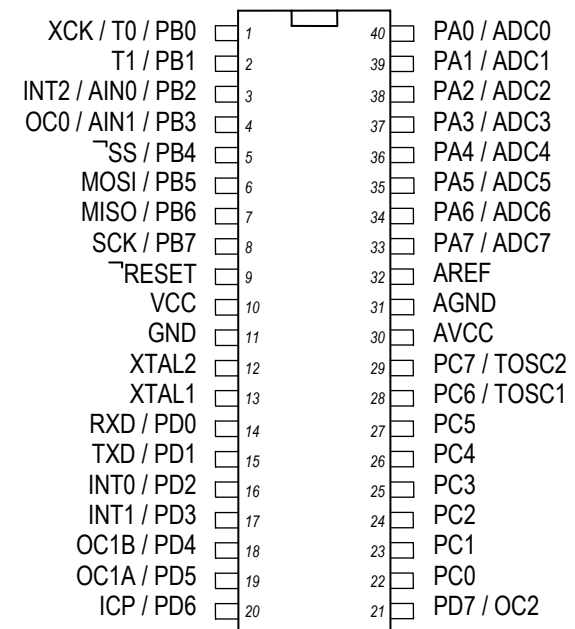 XCK / T0 / PB0 1 40 PA0 / ADC0
T1 / PB1 2 39 PA1 / ADC1
INT2 / AIN0 / PB2 3 38 PA2 / ADC2
OC0 / AIN1 / PB3 4 37 PA3 / ADC3
¬SS / PB4 5 36 PA4 / ADC4
MOSI / PB5 6 35 PA5 / ADC5
MISO / PB6 7 34 PA6 / ADC6
SCK / PB7 8 33 PA7 / ADC7
¬RESET 9 32 AREF
VCC 10 31 AGND
GND 11 30 AVCC
XTAL2 12 29 PC7 / TOSC2
XTAL1 13 28 PC6 / TOSC1
RXD / PD0 14 27 PC5
TXD / PD1 15 26 PC4
INT0 / PD2 16 25 PC3
INT1 / PD3 17 24 PC2
OC1B / PD4 18 23 PC1
OC1A / PD5 19 22 PC0
ICP / PD6 20 21 PD7 / OC2